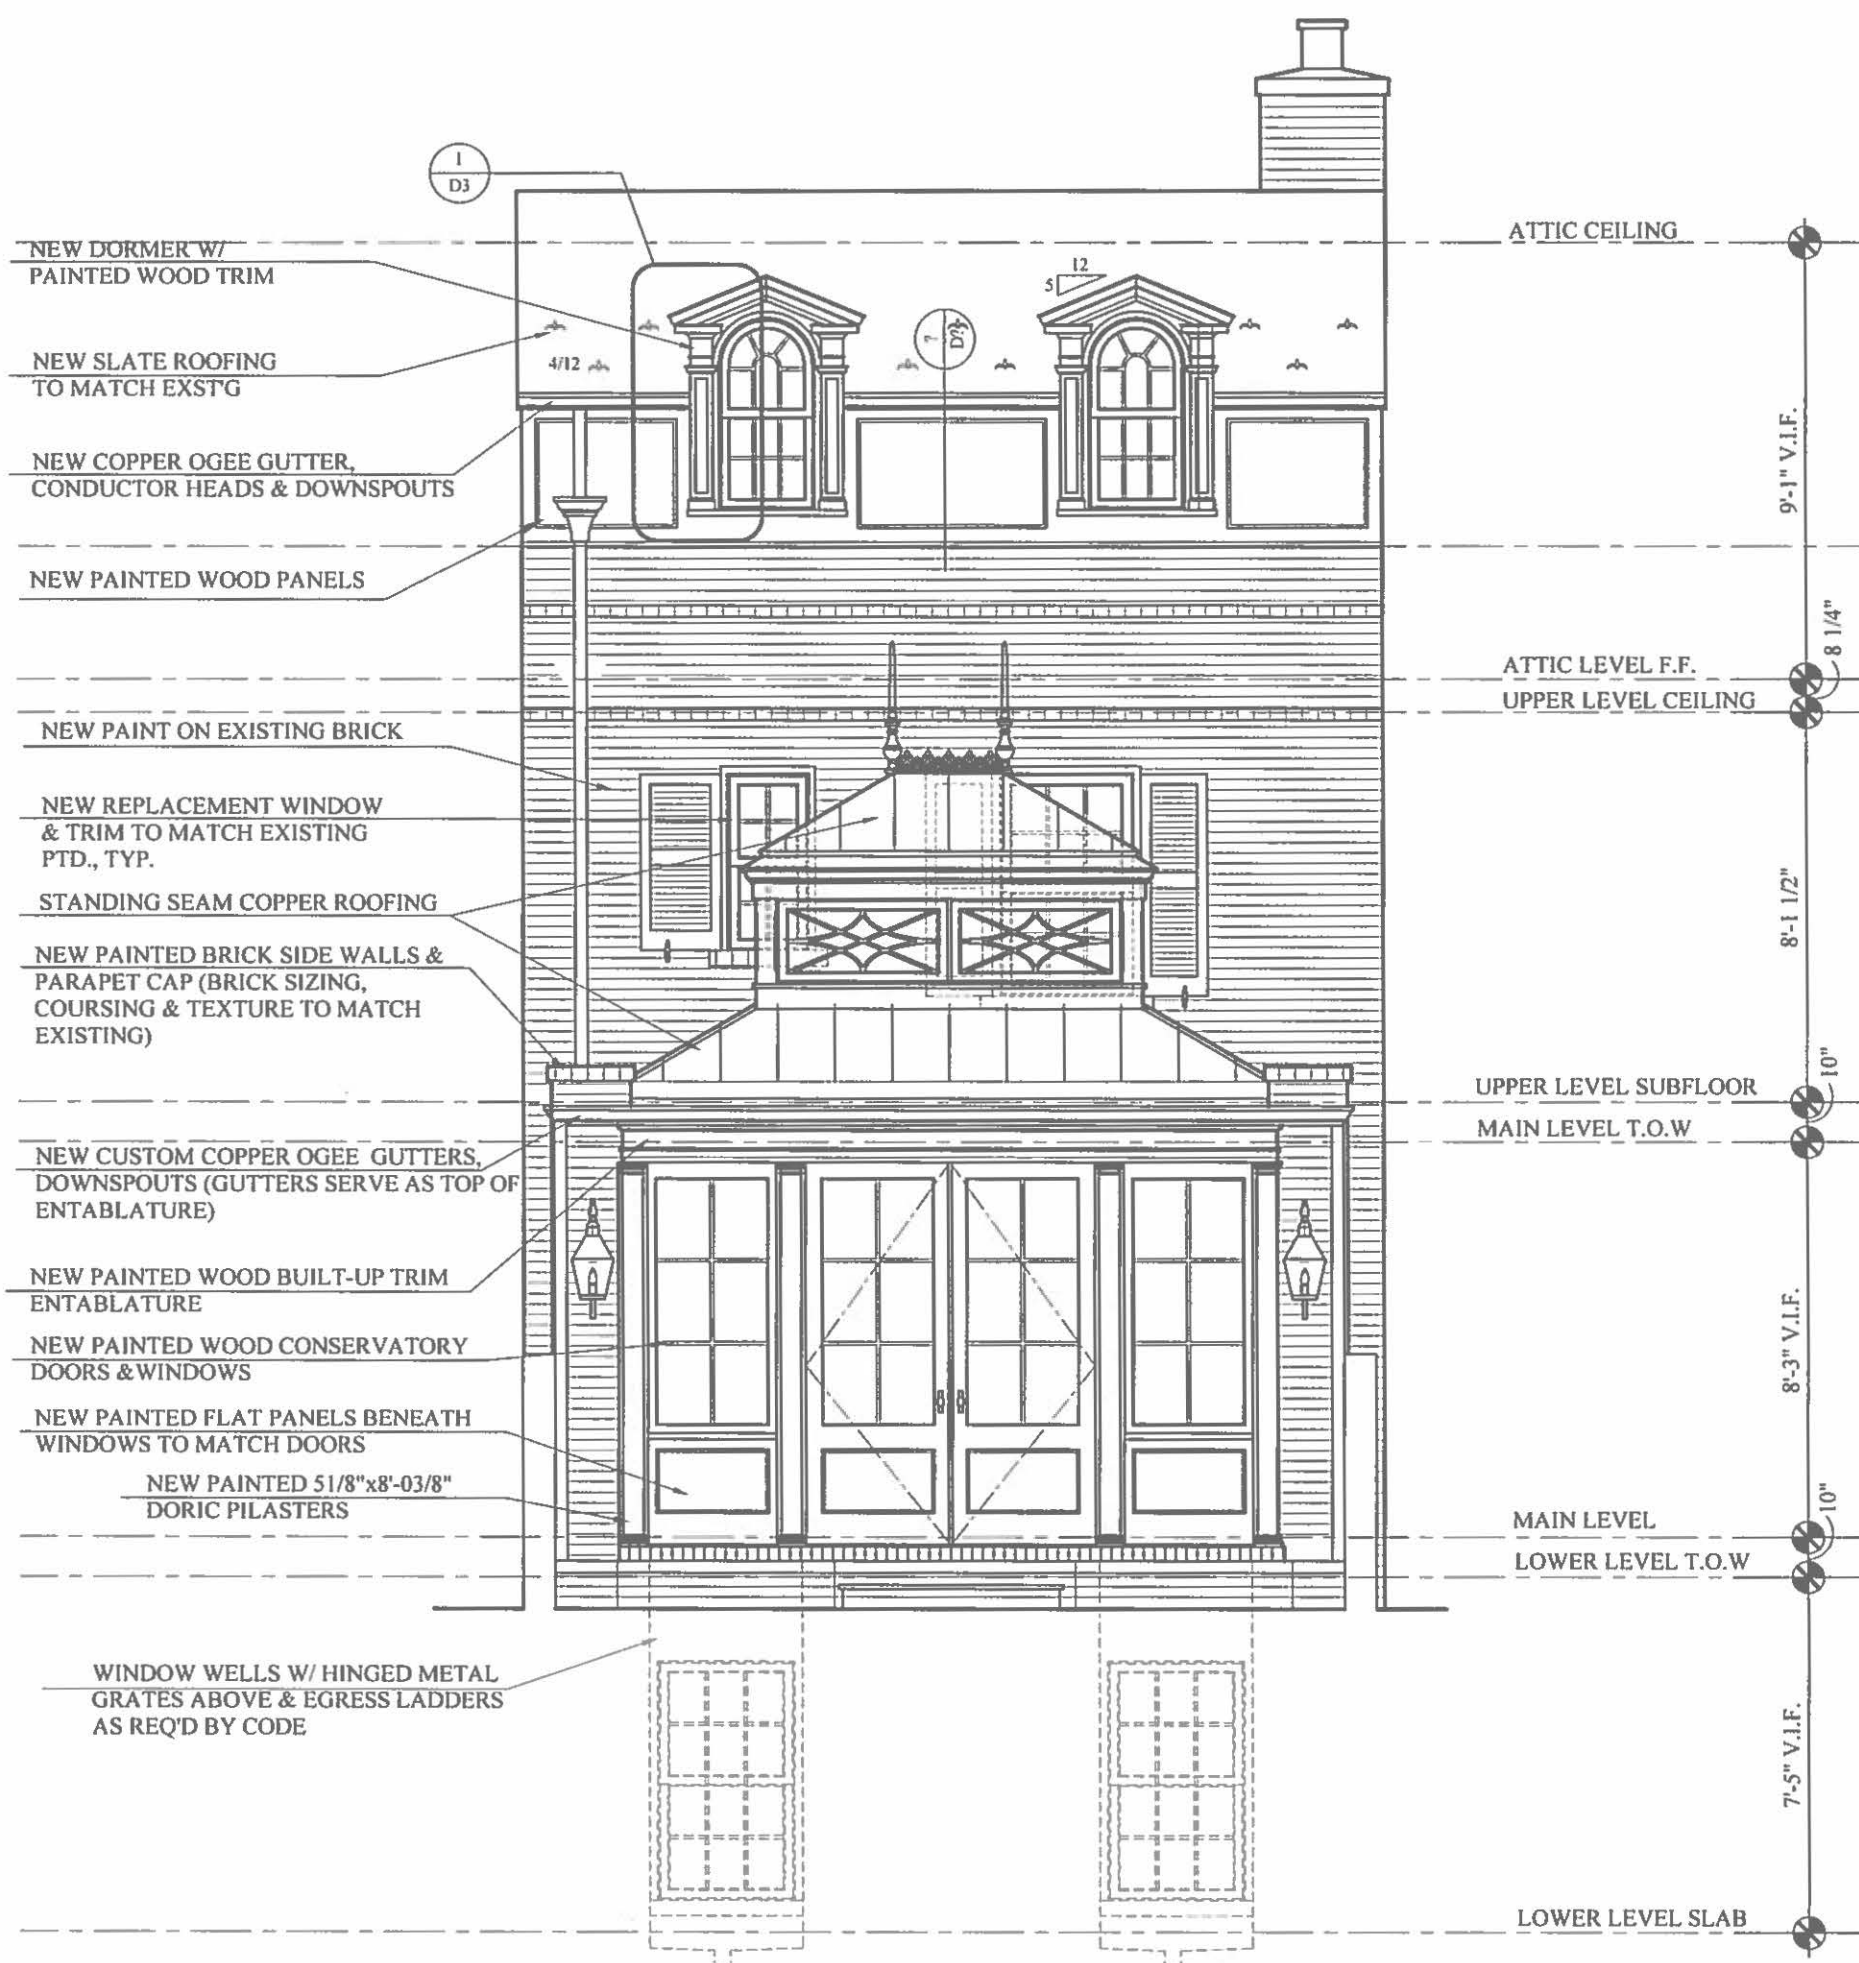 1
D3
NEW DORMER W/
PAINTED WOOD TRIM
NEW SLATE ROOFING
TO MATCH EXST'G
NEW COPPER OGEE GUTTER,
CONDUCTOR HEADS & DOWNSPOUTS
NEW PAINTED WOOD PANELS
NEW PAINT ON EXISTING BRICK
NEW REPLACEMENT WINDOW
& TRIM TO MATCH EXISTING
PTD., TYP.
STANDING SEAM COPPER ROOFING
NEW PAINTED BRICK SIDE WALLS &
PARAPET CAP (BRICK SIZING,
COURSING & TEXTURE TO MATCH
EXISTING)
NEW CUSTOM COPPER OGEE GUTTERS,
DOWNSPOUTS (GUTTERS SERVE AS TOP OF
ENTABLATURE)
NEW PAINTED WOOD BUILT-UP TRIM
ENTABLATURE
NEW PAINTED WOOD CONSERVATORY
DOORS &WINDOWS
NEW PAINTED FLAT PANELS BENEATH
WINDOWS TO MATCH DOORS
NEW PAINTED 51/8"x8'-03/8"
DORIC PILASTERS
WINDOW WELLS W/ HINGED METAL
GRATES ABOVE & EGRESS LADDERS
AS REQ'D BY CODE
4/12
12
5
ATTIC CEILING
9'-1" V.I.F.
8 1/4"
ATTIC LEVEL F.F.
UPPER LEVEL CEILING
8'-1 1/2"
10"
UPPER LEVEL SUBFLOOR
MAIN LEVEL T.O.W
8'-3" V.I.F.
10"
MAIN LEVEL
LOWER LEVEL T.O.W
7'-5" V.I.F.
LOWER LEVEL SLAB